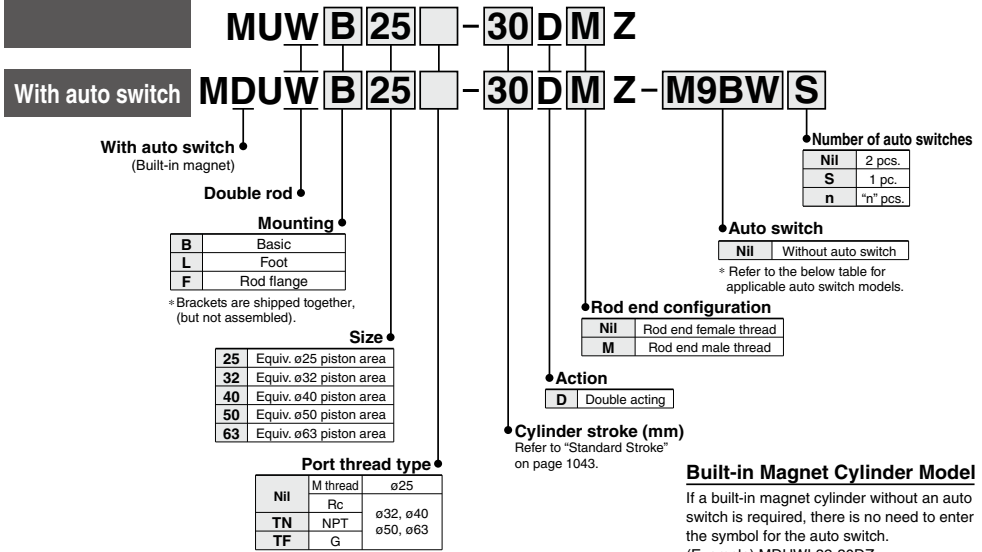 MUW B 25 - 30 D M Z
With auto switch MDUW B 25 - 30 D M Z - M9BW S
With auto switch
(Built-in magnet)
Double rod
Mounting
B Basic
L Foot
F Rod flange
* Brackets are shipped together,
(but not assembled).
Size
25 Equiv. ø25 piston area
32 Equiv. ø32 piston area
40 Equiv. ø40 piston area
50 Equiv. ø50 piston area
63 Equiv. ø63 piston area
Port thread type
Nil M thread ø25
Rc ø32, ø40
TN NPT ø50, ø63
TF G
Number of auto switches
Nil 2 pcs.
S 1 pc.
n "n" pcs.
Auto switch
Nil Without auto switch
* Refer to the below table for
applicable auto switch models.
Rod end configuration
Nil Rod end female thread
M Rod end male thread
Action
D Double acting
Cylinder stroke (mm)
Refer to "Standard Stroke"
on page 1043.
Built-in Magnet Cylinder Model
If a built-in magnet cylinder without an auto
switch is required, there is no need to enter
the symbol for the auto switch.